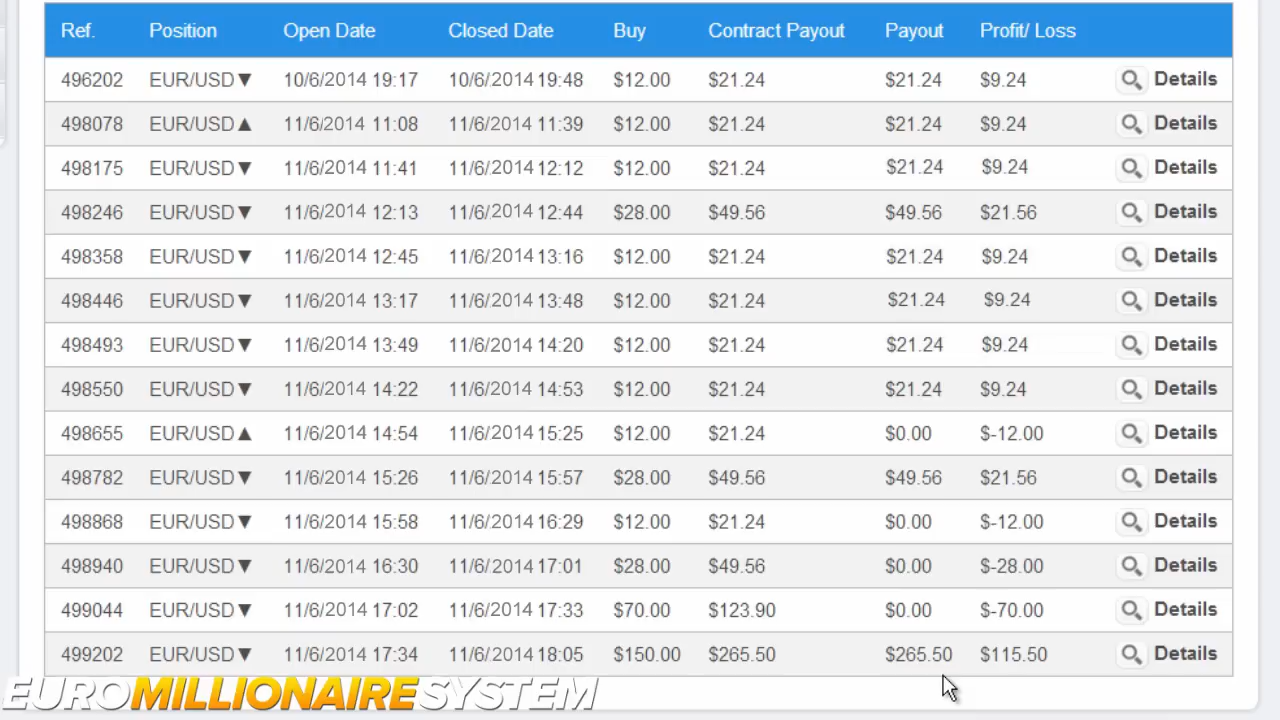 Ref. Position Open Date Closed Date Buy Contract Payout Payout Profit/ Loss
496202 EUR/USD▼ 10/6/2014 19:17 10/6/2014 19:48 $12.00 $21.24 $21.24 $9.24 Details
498078 EUR/USD▲ 11/6/2014 11:08 11/6/2014 11:39 $12.00 $21.24 $21.24 $9.24 Details
498175 EUR/USD▼ 11/6/2014 11:41 11/6/2014 12:12 $12.00 $21.24 $21.24 $9.24 Details
498246 EUR/USD▼ 11/6/2014 12:13 11/6/2014 12:44 $28.00 $49.56 $49.56 $21.56 Details
498358 EUR/USD▼ 11/6/2014 12:45 11/6/2014 13:16 $12.00 $21.24 $21.24 $9.24 Details
498446 EUR/USD▼ 11/6/2014 13:17 11/6/2014 13:48 $12.00 $21.24 $21.24 $9.24 Details
498493 EUR/USD▼ 11/6/2014 13:49 11/6/2014 14:20 $12.00 $21.24 $21.24 $9.24 Details
498550 EUR/USD▼ 11/6/2014 14:22 11/6/2014 14:53 $12.00 $21.24 $21.24 $9.24 Details
498655 EUR/USD▲ 11/6/2014 14:54 11/6/2014 15:25 $12.00 $21.24 $0.00 $-12.00 Details
498782 EUR/USD▼ 11/6/2014 15:26 11/6/2014 15:57 $28.00 $49.56 $49.56 $21.56 Details
498868 EUR/USD▼ 11/6/2014 15:58 11/6/2014 16:29 $12.00 $21.24 $0.00 $-12.00 Details
498940 EUR/USD▼ 11/6/2014 16:30 11/6/2014 17:01 $28.00 $49.56 $0.00 $-28.00 Details
499044 EUR/USD▼ 11/6/2014 17:02 11/6/2014 17:33 $70.00 $123.90 $0.00 $-70.00 Details
499202 EUR/USD▼ 11/6/2014 17:34 11/6/2014 18:05 $150.00 $265.50 $265.50 $115.50 Details
EUROMILLIONAIRESYSTEM